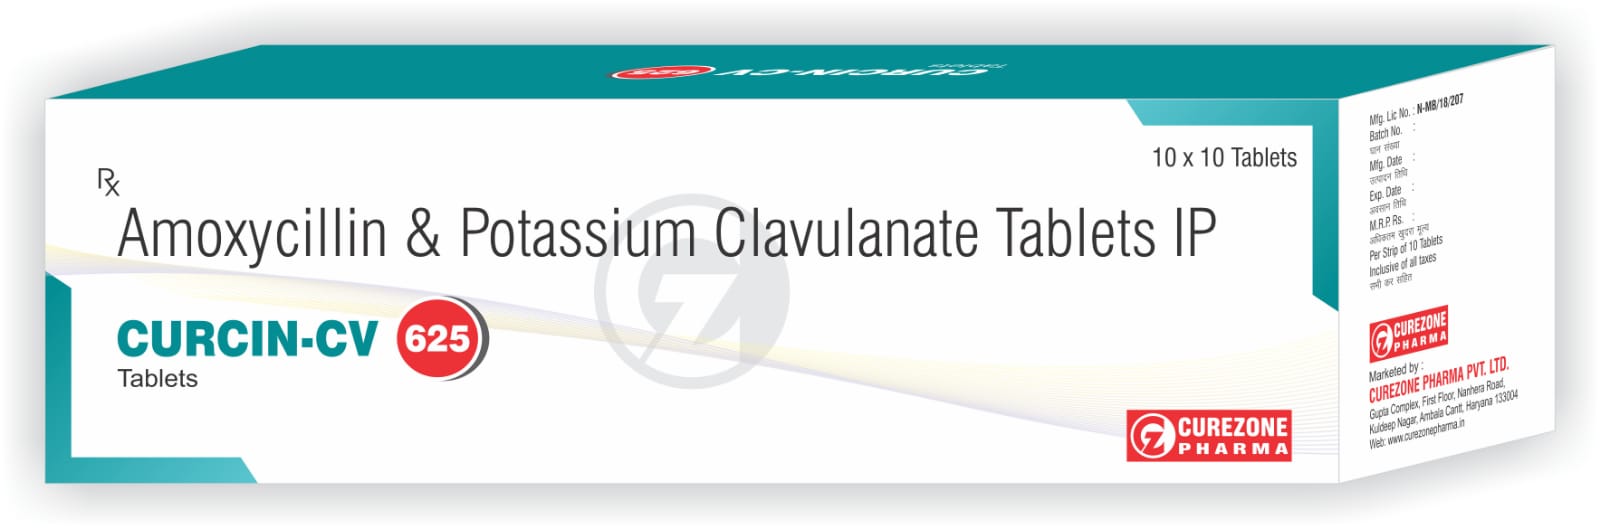 CURCIN-CV 625
Tablets
10 x 10 Tablets
Rx
Amoxycillin & Potassium Clavulanate Tablets IP
CURCIN-CV 625
Tablets
CUREZONE
PHARMA
Mfg. Lic No. : N-MB/18/207
Batch No. :
घान संख्या
Mfg. Date :
उत्पादन तिथि
Exp. Date :
अवसान तिथि
M.R.P. Rs. :
अधिकतम खुदरा मूल्य
Per Strip of 10 Tablets
Inclusive of all taxes
सभी कर सहित
CUREZONE
PHARMA
Marketed by :
CUREZONE PHARMA PVT. LTD.
Gupta Complex, First Floor, Nanhera Road,
Kuldeep Nagar, Ambala Cantt, Haryana 133004
Web: www.curezonepharma.in